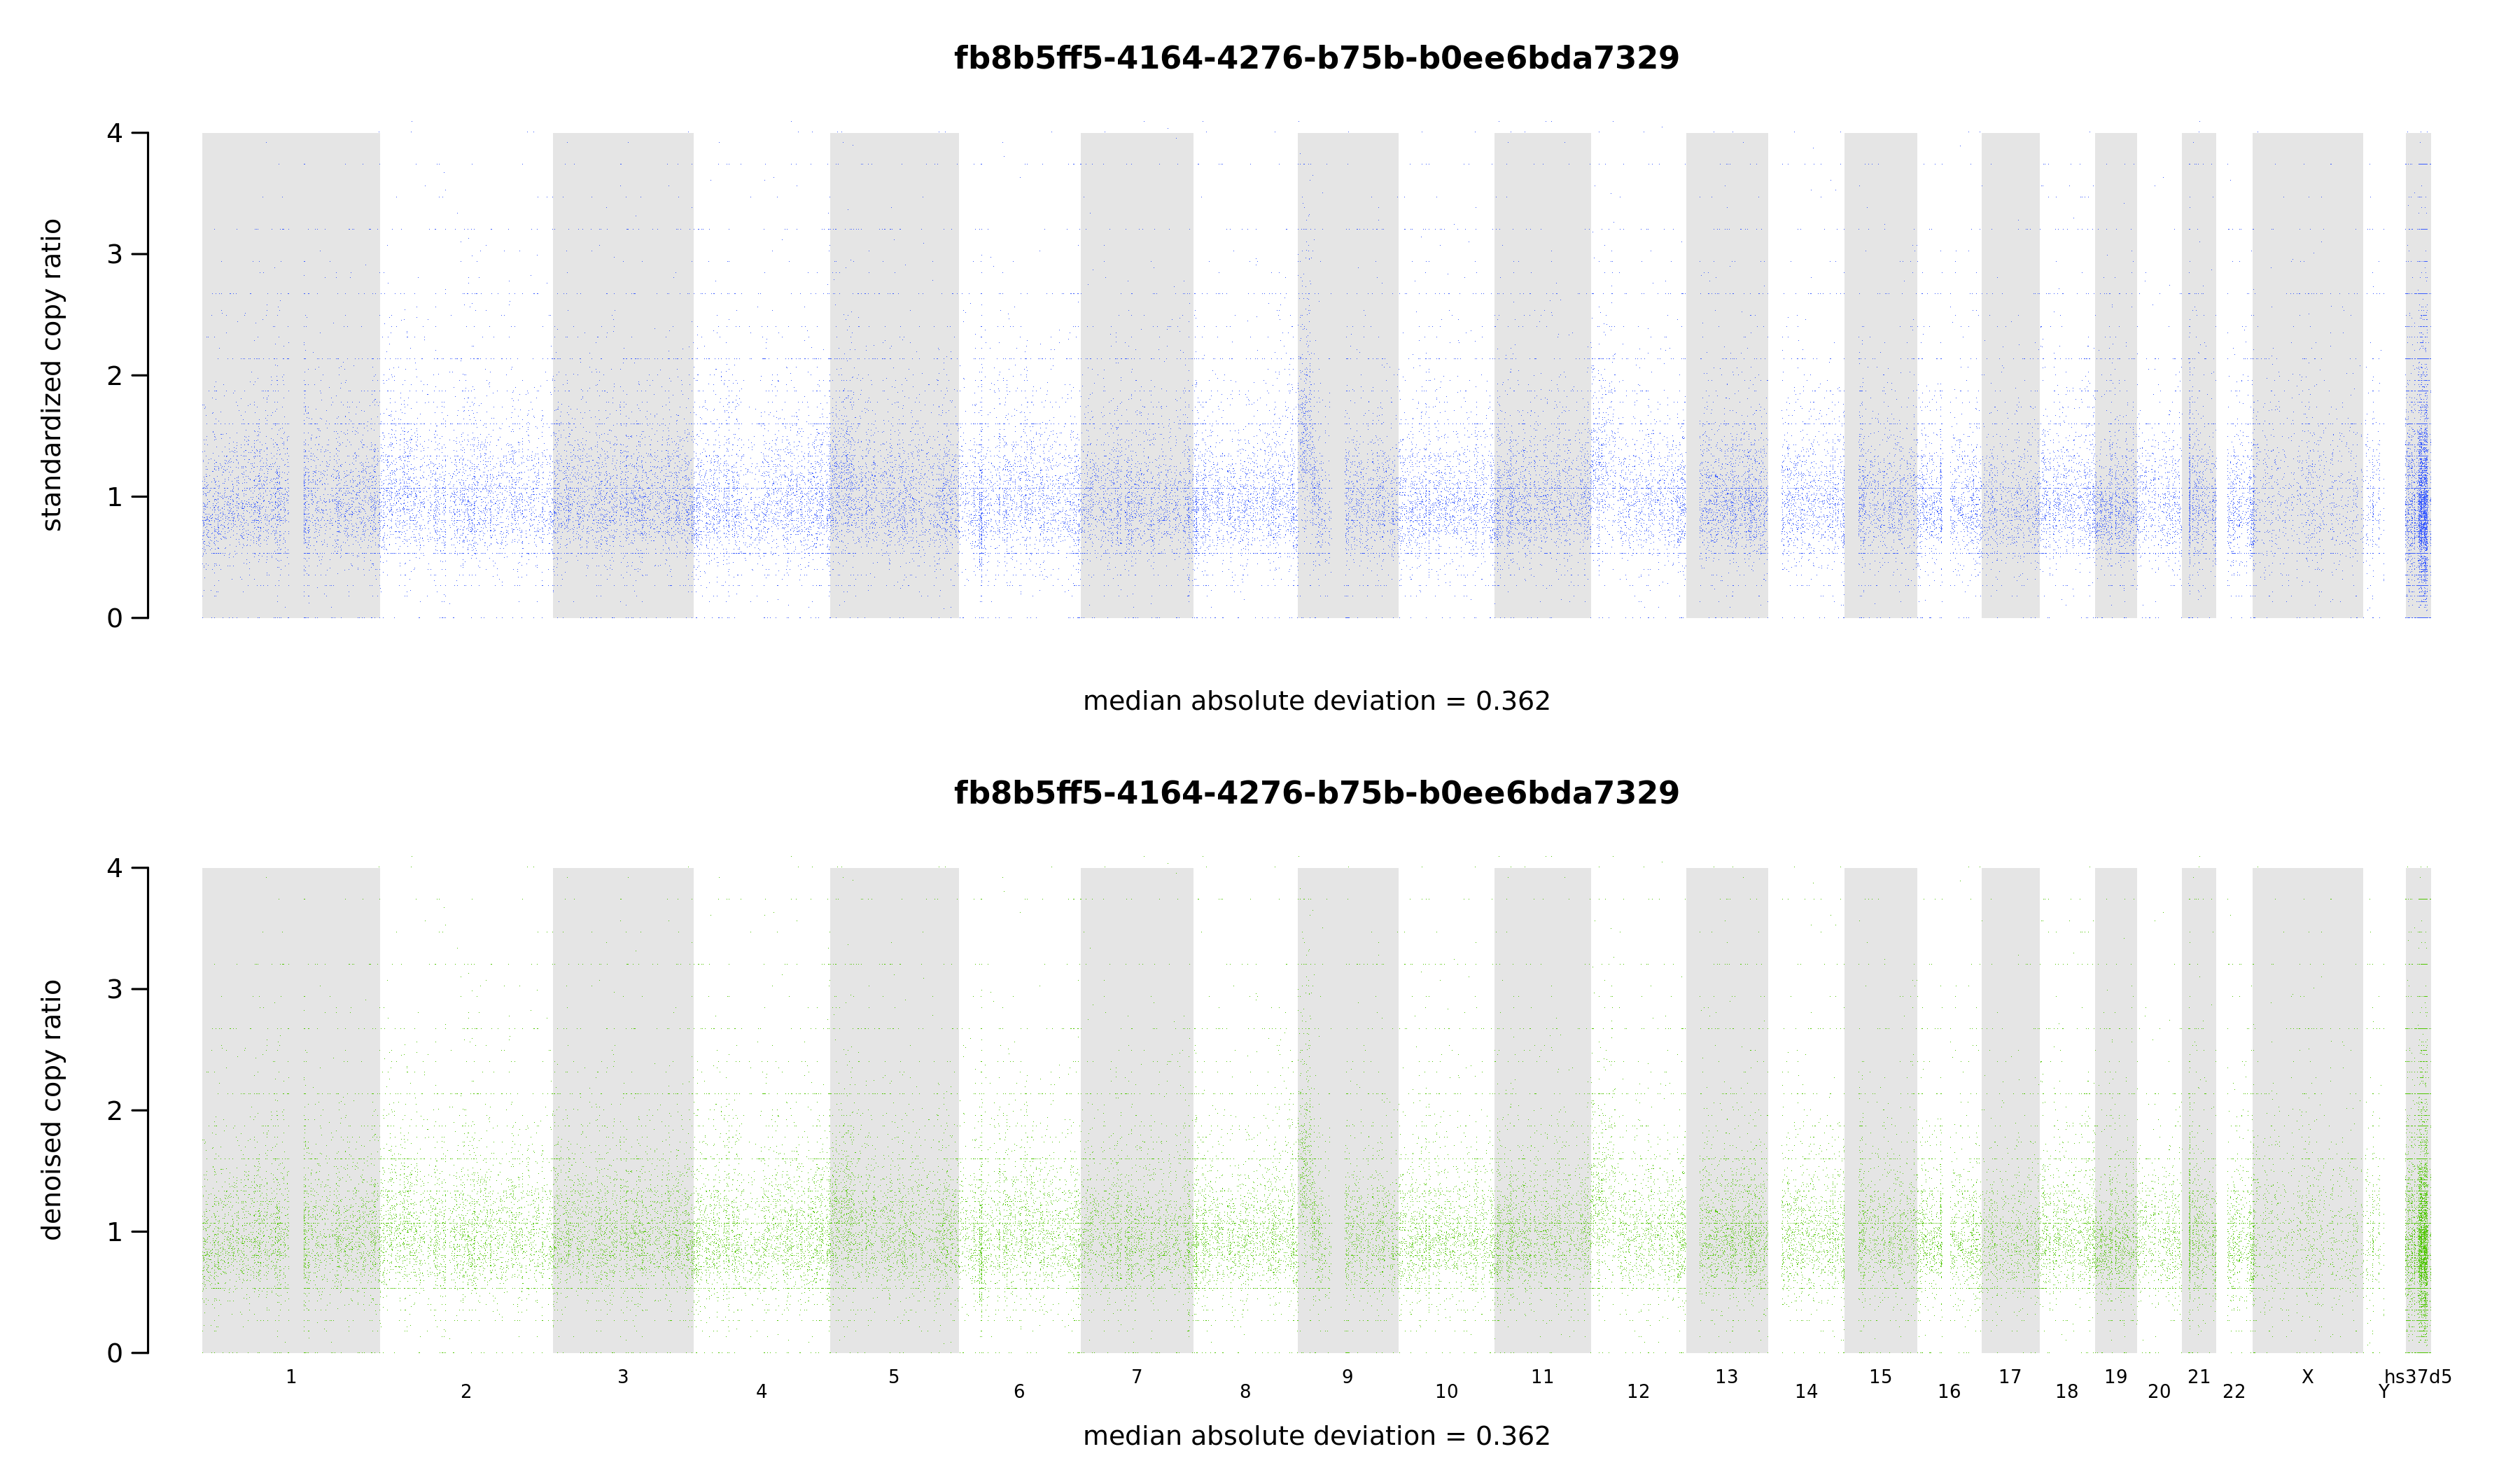 fb8b5ff5-4164-4276-b75b-b0ee6bda7329
standardized copy ratio
4
3
2
1
0
median absolute deviation = 0.362
fb8b5ff5-4164-4276-b75b-b0ee6bda7329
denoised copy ratio
4
3
2
1
0
1 3 5 7 9 11 13 15 17 19 21 X hs37d5
2 4 6 8 10 12 14 16 18 20 22 Y
median absolute deviation = 0.362